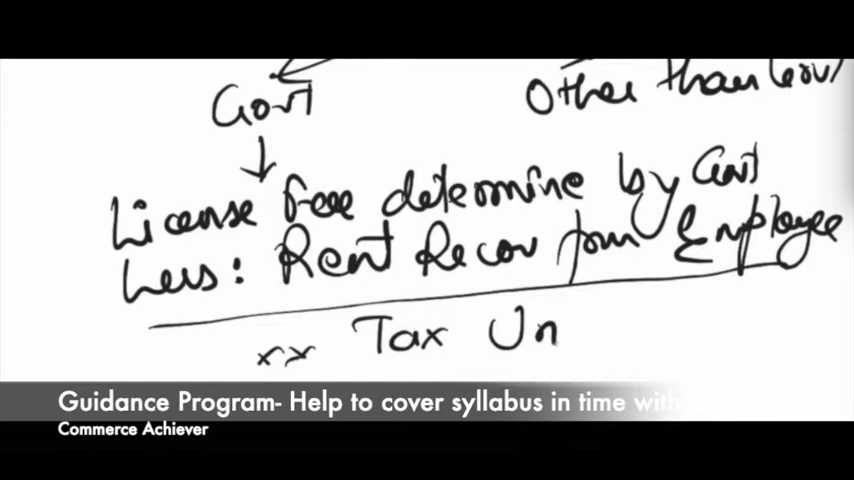 Govt
Other than Govt
License Fee determine by Govt
Less: Rent Recov from Employee
xx Tax Un
Guidance Program- Help to cover syllabus in time with
Commerce Achiever